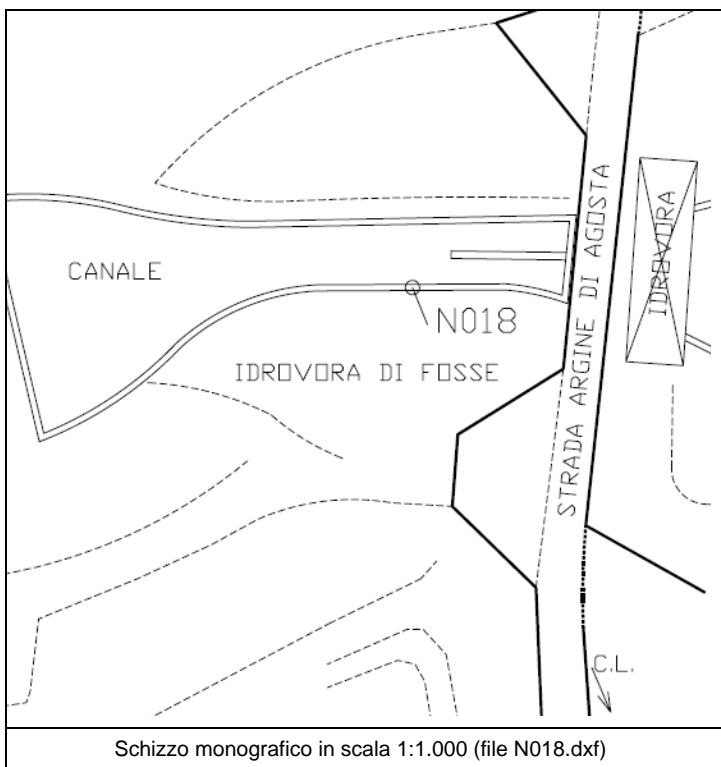 CANALE
N018
IDROVORA DI FOSSE
STRADA ARGINE DI AGOSTA
IDROVORA
C.L.
Schizzo monografico in scala 1:1.000 (file N018.dxf)